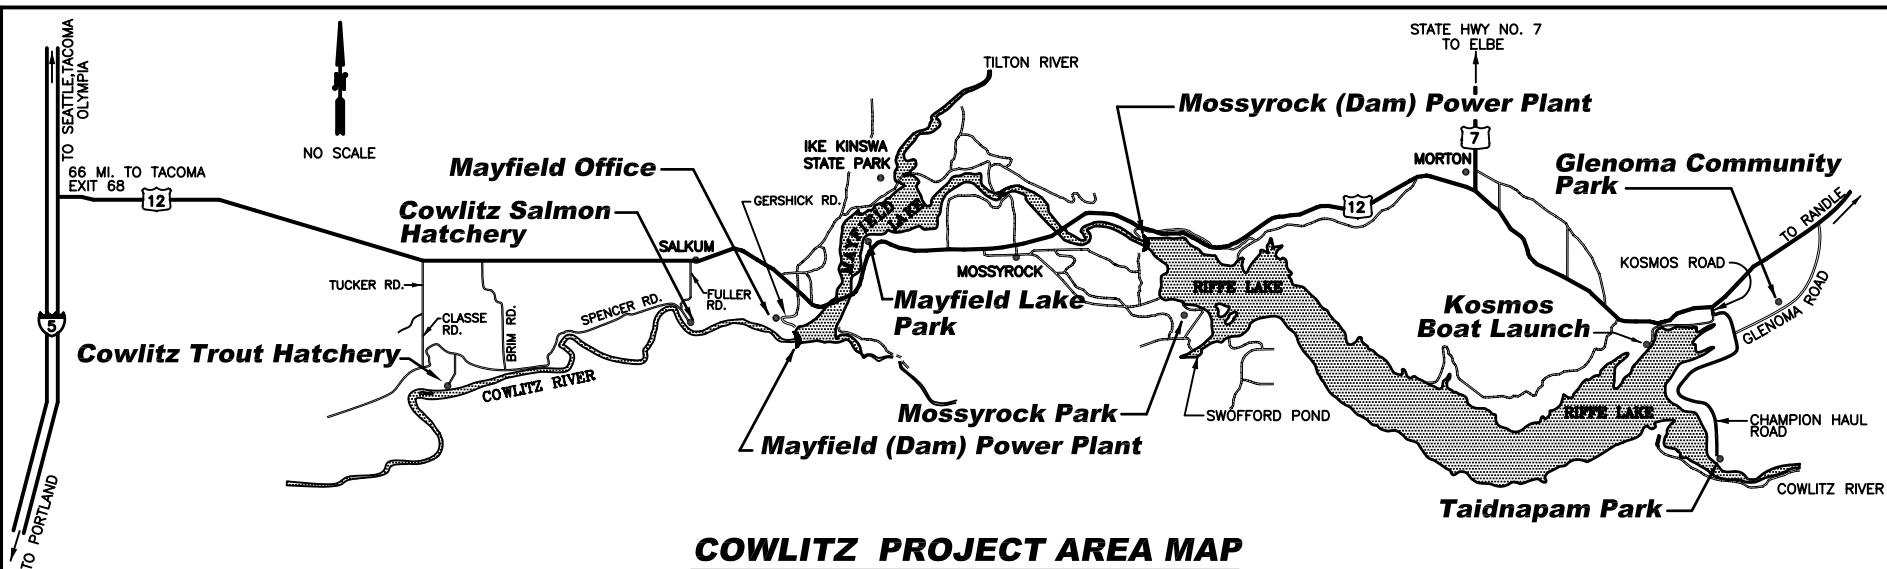 TO SEATTLE,TACOMA
OLYMPIA
N
NO SCALE
66 MI. TO TACOMA
EXIT 68
12
5
TO PORTLAND
STATE HWY NO. 7
TO ELBE
7
TILTON RIVER
Mossyrock (Dam) Power Plant
IKE KINSWA
STATE PARK
Mayfield Office
GERSHICK RD.
Cowlitz Salmon
Hatchery
SALKUM
MORTON
Glenoma Community
Park
12
TO RANDLE
MAYFIELD
LAKE
MOSSYROCK
KOSMOS ROAD
TUCKER RD.
CLASSE
RD.
BRIM RD.
SPENCER RD.
FULLER
RD.
Mayfield Lake
Park
RIFFE LAKE
Kosmos
Boat Launch
GLENOMA ROAD
Cowlitz Trout Hatchery
COWLITZ RIVER
Mossyrock Park
SWOFFORD POND
RIFFE LAKE
CHAMPION HAUL
ROAD
Mayfield (Dam) Power Plant
COWLITZ RIVER
Taidnapam Park
COWLITZ PROJECT AREA MAP